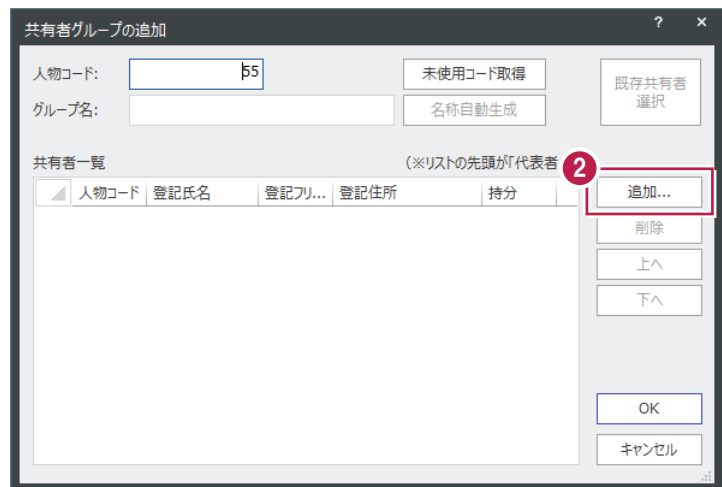 共有者グループの追加 ? ×
人物コード: 55 未使用コード取得 既存共有者
選択
グループ名: 名称自動生成
共有者一覧 (※リストの先頭が「代表者 2
人物コード 登記氏名 登記フリ... 登記住所 持分 追加...
削除
上へ
下へ
OK
キャンセル